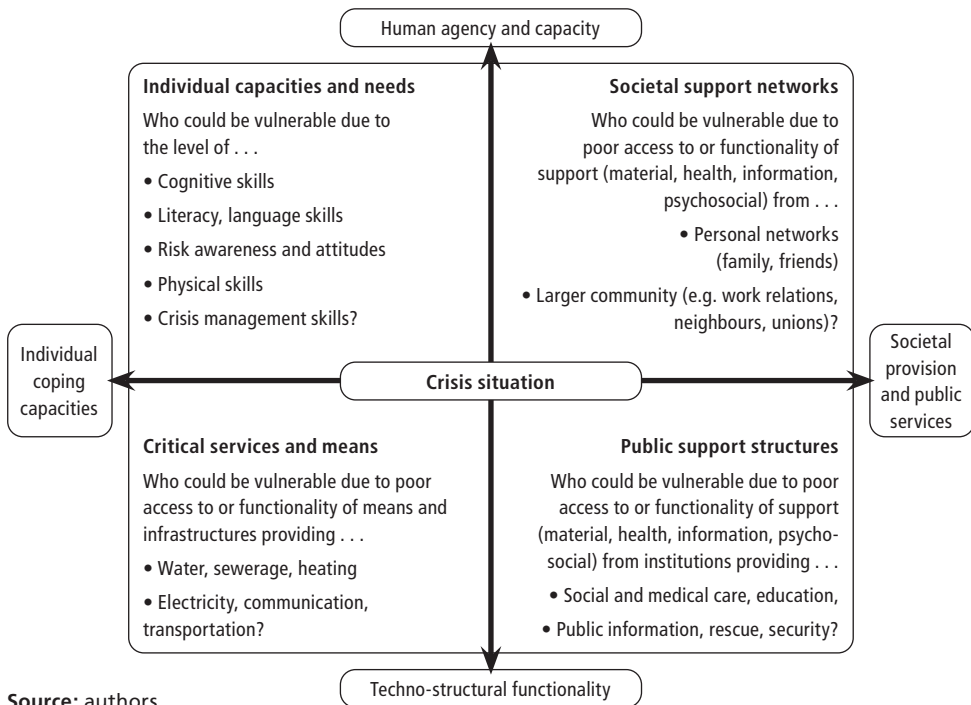 Human agency and capacity
Individual capacities and needs
Who could be vulnerable due to
the level of . . .
• Cognitive skills
• Literacy, language skills
• Risk awareness and attitudes
• Physical skills
• Crisis management skills?
Societal support networks
Who could be vulnerable due to
poor access to or functionality of
support (material, health, information,
psychosocial) from . . .
• Personal networks
(family, friends)
• Larger community (e.g. work relations,
neighbours, unions)?
Individual
coping
capacities
Crisis situation
Societal
provision
and public
services
Critical services and means
Who could be vulnerable due to poor
access to or functionality of means and
infrastructures providing . . .
• Water, sewerage, heating
• Electricity, communication,
transportation?
Public support structures
Who could be vulnerable due to poor
access to or functionality of support
(material, health, information, psycho-
social) from institutions providing . . .
• Social and medical care, education,
• Public information, rescue, security?
Techno-structural functionality
Source: authors